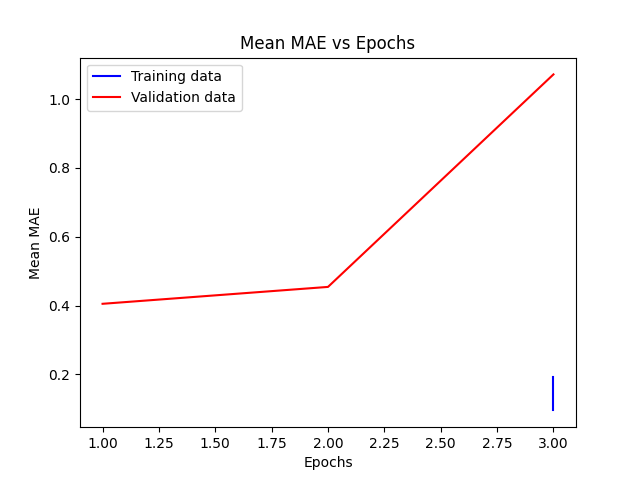 Mean MAE vs Epochs
Training data
Validation data
1.0
0.8
0.6
0.4
0.2
Mean MAE
1.00 1.25 1.50 1.75 2.00 2.25 2.50 2.75 3.00
Epochs